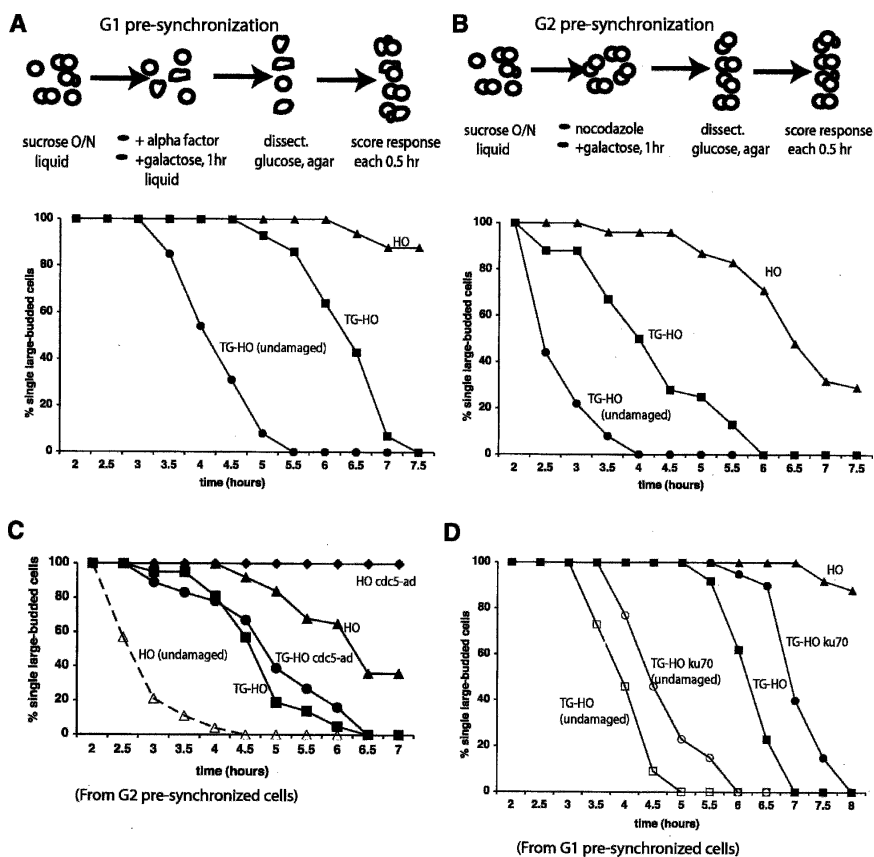 A
G1 pre-synchronization
sucrose O/N
liquid
+ alpha factor
+galactose, 1hr
liquid
dissect.
glucose, agar
score response
each 0.5 hr
% single large-budded cells
100
80
60
40
20
0
HO
TG-HO
TG-HO (undamaged)
2 2.5 3 3.5 4 4.5 5 5.5 6 6.5 7 7.5
time (hours)
B
G2 pre-synchronization
sucrose O/N
liquid
nocodazole
+galactose, 1hr
dissect.
glucose, agar
score response
each 0.5 hr
% single large-budded cells
100
80
60
40
20
0
HO
TG-HO
TG-HO
(undamaged)
2 2.5 3 3.5 4 4.5 5 5.5 6 6.5 7 7.5
time (hours)
C
% single large-budded cells
100
80
60
40
20
0
HO cdc5-ad
HO
HO (undamaged)
TG-HO cdc5-ad
TG-HO
2 2.5 3 3.5 4 4.5 5 5.5 6 6.5 7
time (hours)
(From G2 pre-synchronized cells)
D
% single large-budded cells
100
80
60
40
20
0
HO
TG-HO ku70
TG-HO ku70
(undamaged)
TG-HO
TG-HO
(undamaged)
2 2.5 3 3.5 4 4.5 5 5.5 6 6.5 7 7.5 8
time (hours)
(From G1 pre-synchronized cells)